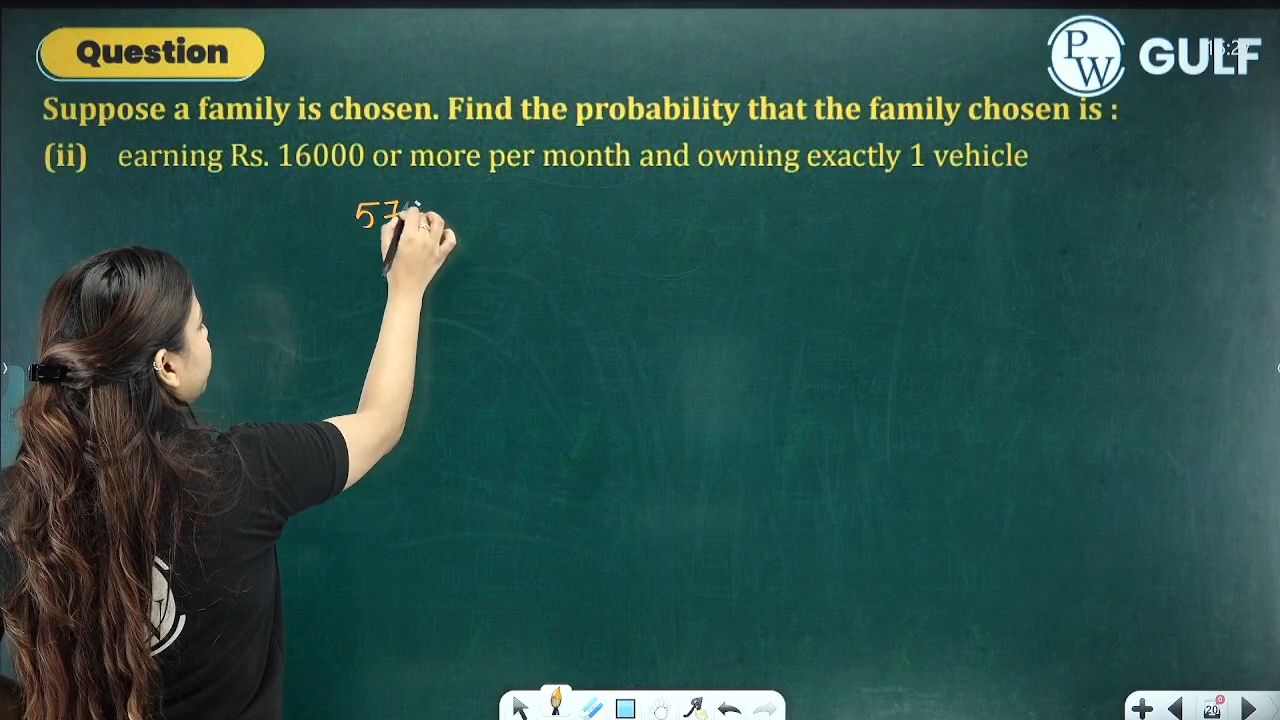 Question
PW GULF
Suppose a family is chosen. Find the probability that the family chosen is :
(ii) earning Rs. 16000 or more per month and owning exactly 1 vehicle
57
20